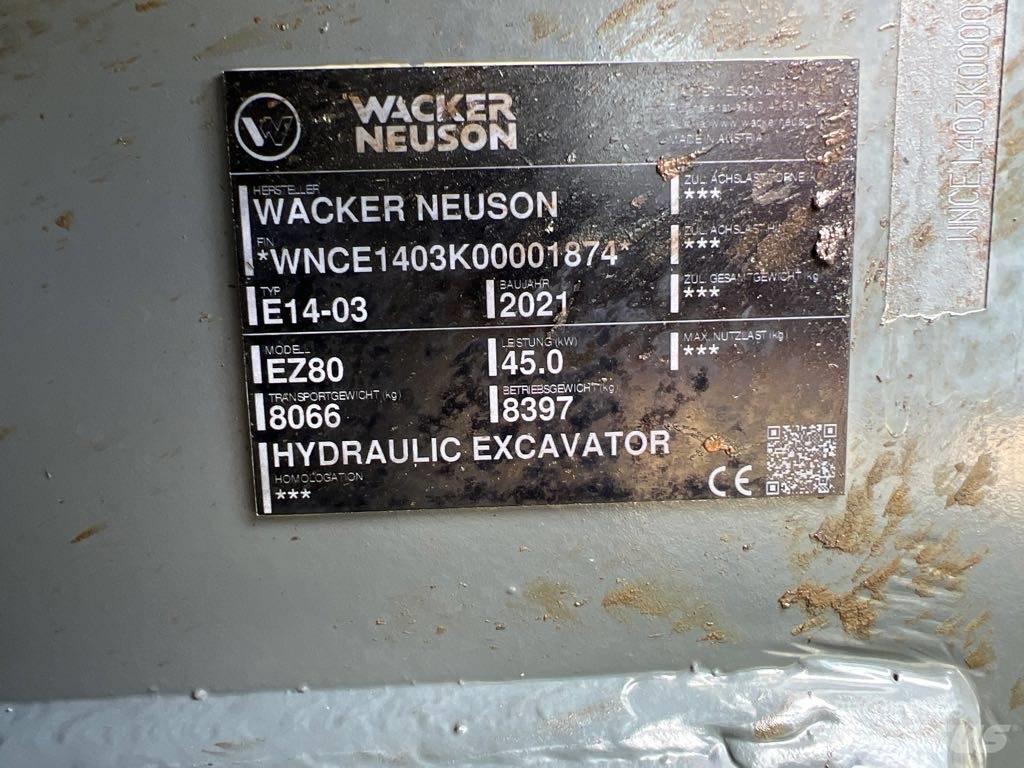 WACKER
NEUSON
MADE IN AUSTRIA
HERSTELLER
WACKER NEUSON
FIN
*WNCE1403K00001874*
TYP
E14-03
BAUJAHR
2021
ZUL. ACHSLAST
***
ZUL. ACHSLAST
***
ZUL. GESAMTGEWICHT (kg)
***
MODELL
EZ80
LEISTUNG (kW)
45.0
MAX. NUTZLAST (kg)
***
TRANSPORTGEWICHT (kg)
8066
BETRIEBSGEWICHT (kg)
8397
HYDRAULIC EXCAVATOR
HOMOLOGATION
***
CE
WNCE1403K0000